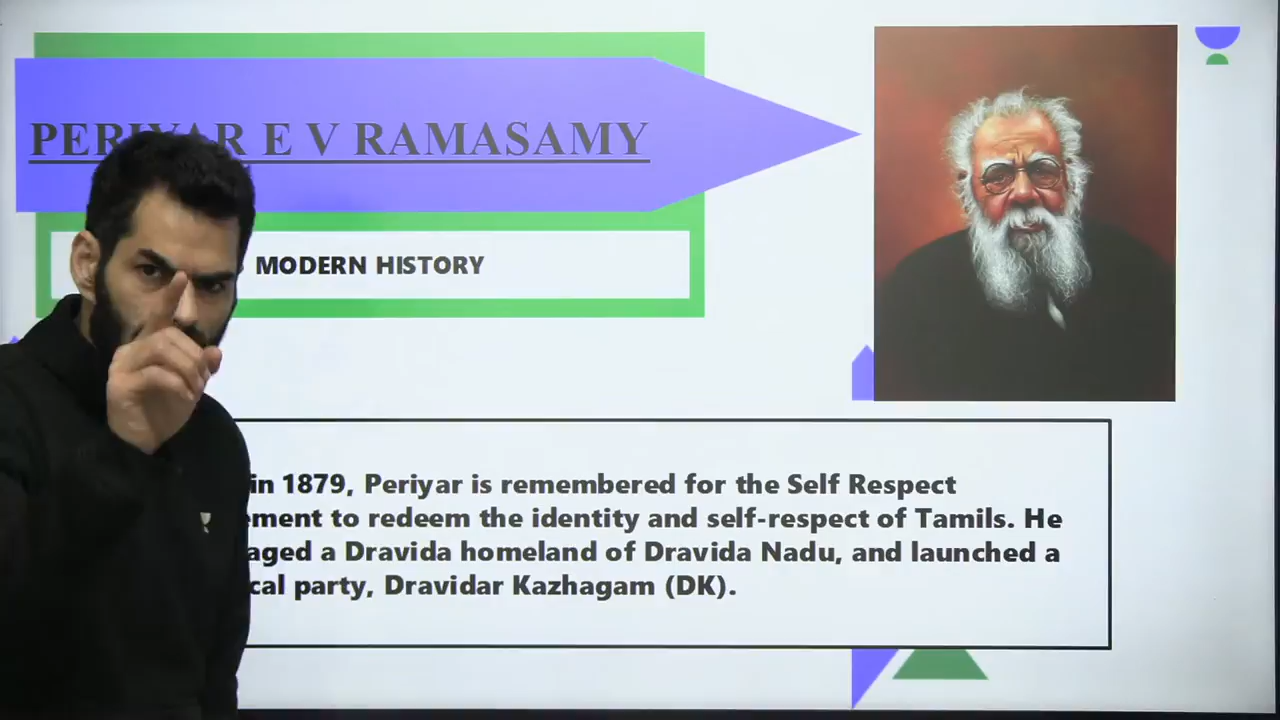 PERIYAR E V RAMASAMY
MODERN HISTORY
in 1879, Periyar is remembered for the Self Respect
ement to redeem the identity and self-respect of Tamils. He
aged a Dravida homeland of Dravida Nadu, and launched a
cal party, Dravidar Kazhagam (DK).